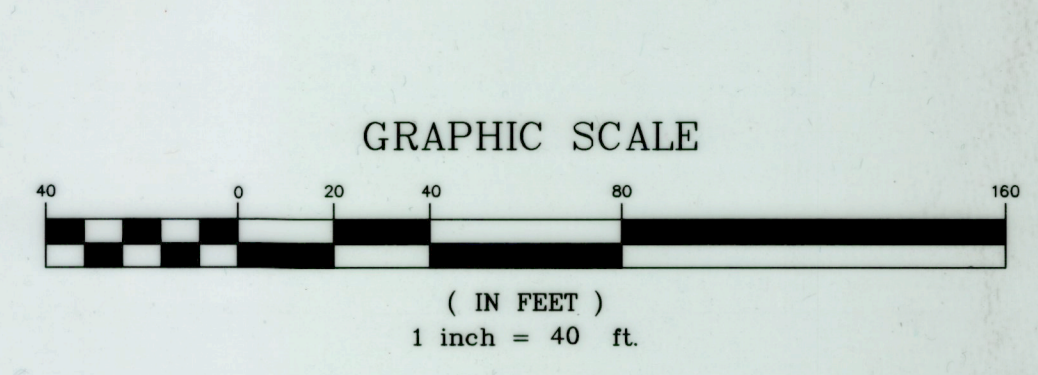 GRAPHIC SCALE
40 0 20 40 80 160
( IN FEET )
1 inch = 40 ft.